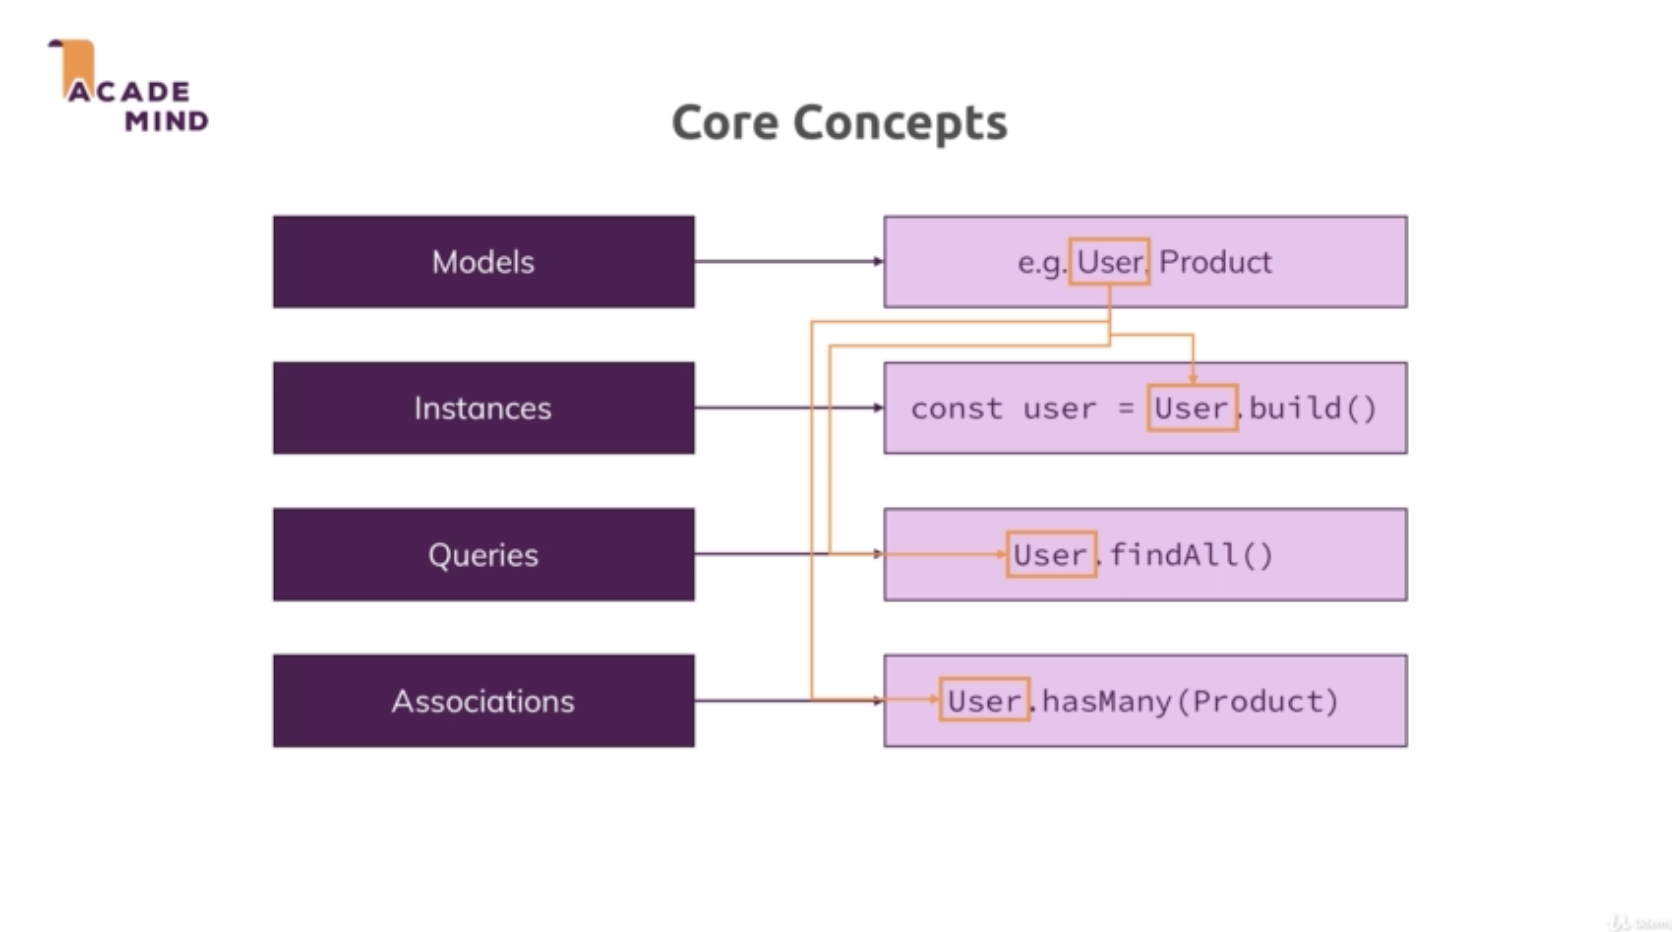 ACADE
MIND
Core Concepts
Models
e.g. User, Product
Instances
const user = User.build()
Queries
User.findAll()
Associations
User.hasMany(Product)
Udemy